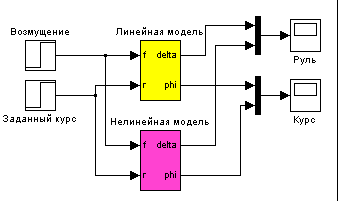 Возмущение
Линейная модель
f delta
r phi
Руль
Заданный курс
Нелинейная модель
f delta
r phi
Курс